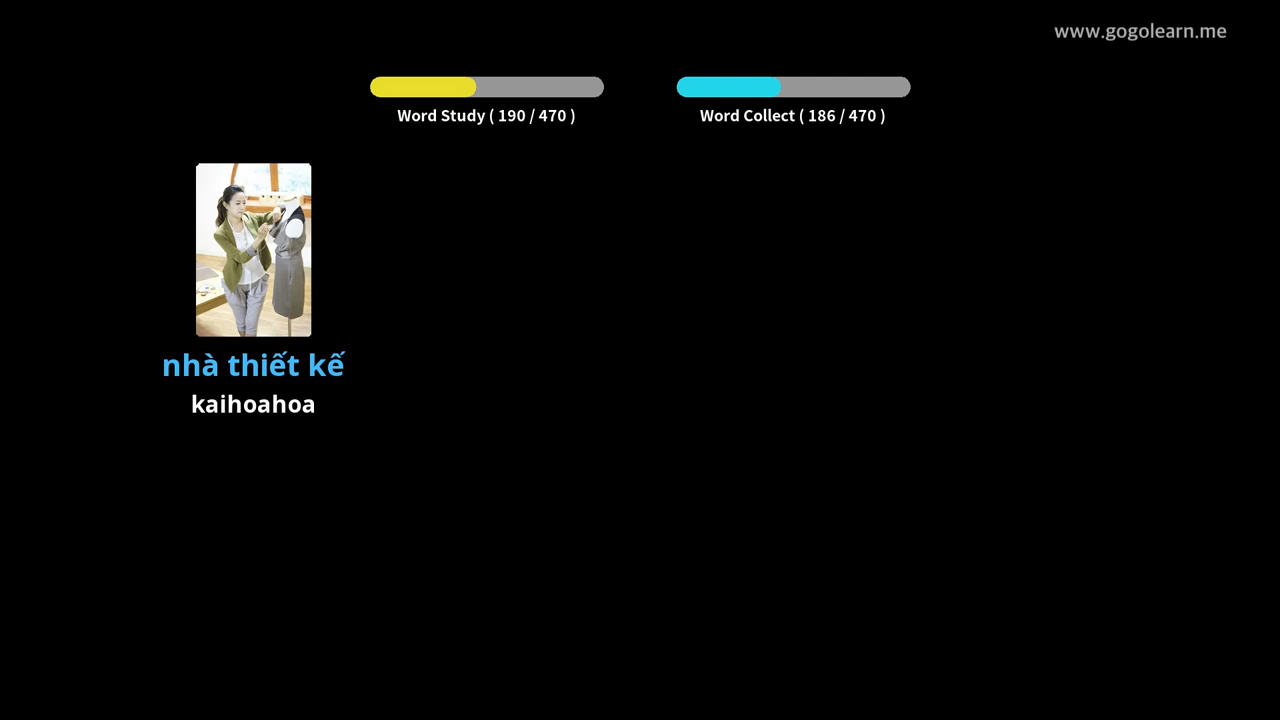 www.gogolearn.me
Word Study ( 190 / 470 )
Word Collect ( 186 / 470 )
nhà thiết kế
kaihoahoa